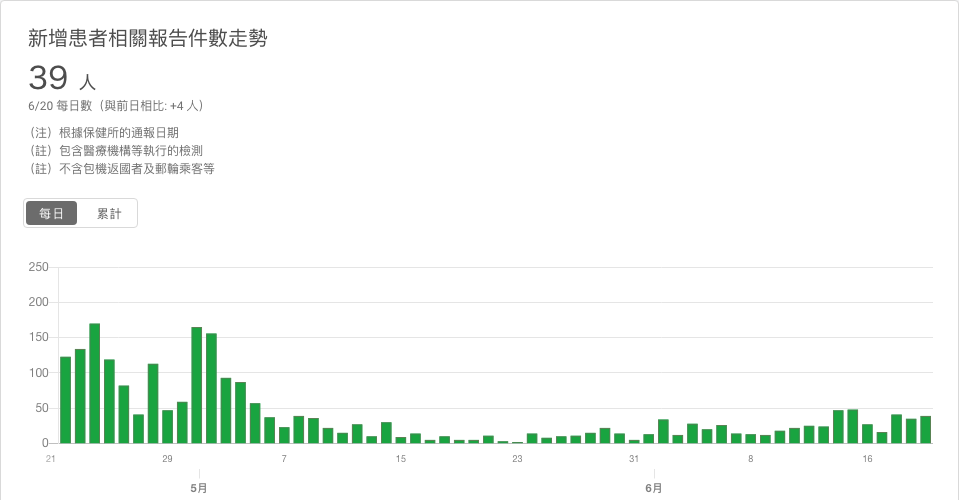 新增患者相關報告件數走勢
39 人
6/20 每日數（與前日相比: +4 人）
（注）根據保健所的通報日期
（註）包含醫療機構等執行的檢測
（註）不含包機返國者及郵輪乘客等
每日 累計
250
200
150
100
50
0
21 29 7 15 23 31 8 16
5月 6月